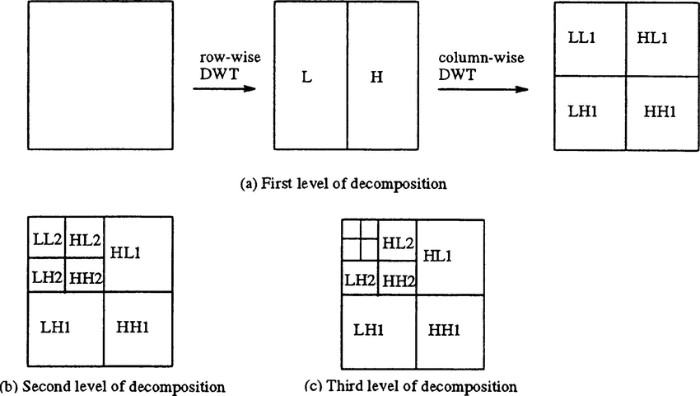 row-wise
DWT
L
H
column-wise
DWT
LL1
HL1
LH1
HH1
(a) First level of decomposition
LL2
HL2
HL1
LH2
HH2
LH1
HH1
(b) Second level of decomposition
HL2
HL1
LH2
HH2
LH1
HH1
(c) Third level of decomposition